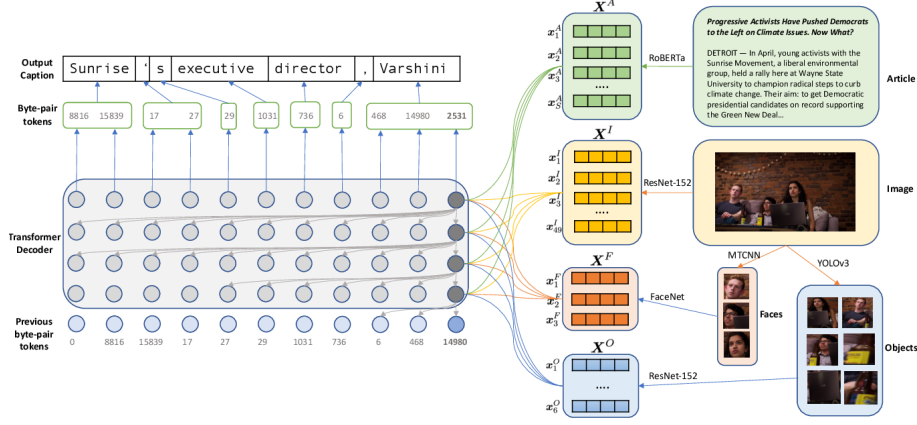 X^A
x_1^A
x_2^A
x_3^A
....
x_S^A
RoBERTa
Progressive Activists Have Pushed Democrats
to the Left on Climate Issues. Now What?
DETROIT — In April, young activists with the
Sunrise Movement, a liberal environmental
group, held a rally here at Wayne State
University to champion radical steps to curb
climate change. Their aim: to get Democratic
presidential candidates on record supporting
the Green New Deal...
Article
Output
Caption
Sunrise ‘ s executive director , Varshini
Byte-pair
tokens
8816 15839 17 27 29 1031 736 6 468 14980 2531
X^I
x_1^I
x_2^I
x_3^I
....
x_49^I
ResNet-152
Image
Transformer
Decoder
MTCNN
YOLOv3
X^F
x_1^F
x_2^F
x_3^F
FaceNet
Faces
Objects
Previous
byte-pair
tokens
0 8816 15839 17 27 29 1031 736 6 468 14980
X^O
x_1^O
....
x_6^O
ResNet-152